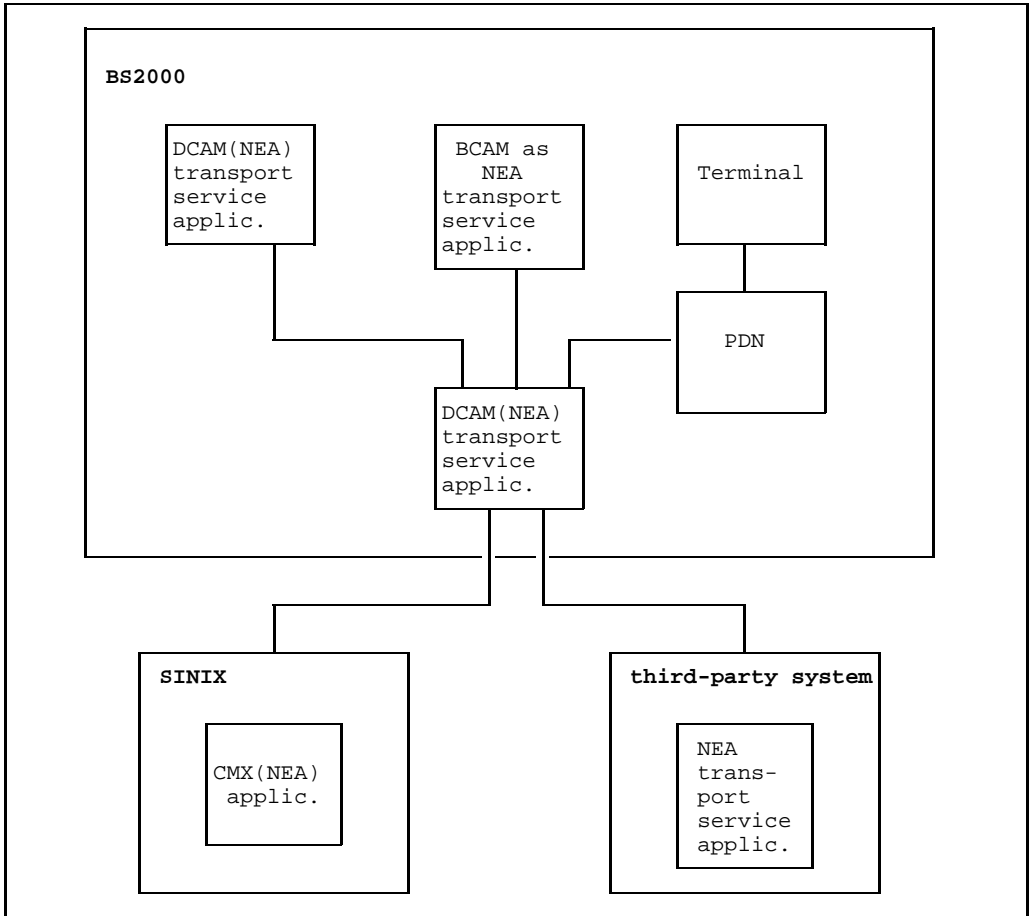 BS2000
DCAM(NEA)
transport
service
applic.
BCAM as
NEA
transport
service
applic.
Terminal
PDN
DCAM(NEA)
transport
service
applic.
SINIX
CMX(NEA)
applic.
third-party system
NEA
trans-
port
service
applic.